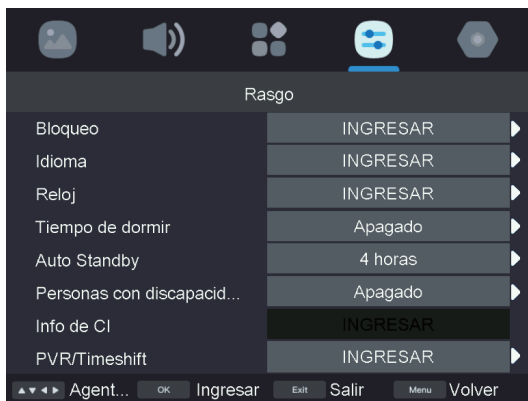 Rasgo
Bloqueo INGRESAR
Idioma INGRESAR
Reloj INGRESAR
Tiempo de dormir Apagado
Auto Standby 4 horas
Personas con discapacid... Apagado
Info de CI INGRESAR
PVR/Timeshift INGRESAR
Agent... OK Ingresar Exit Salir Menu Volver